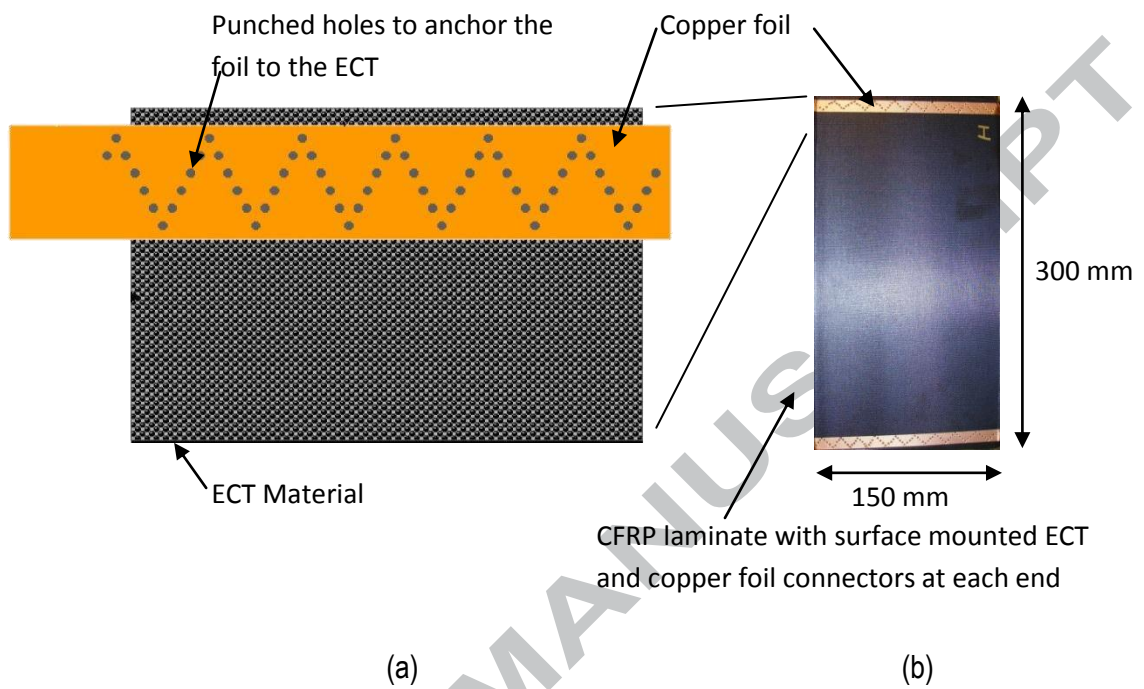 Punched holes to anchor the
foil to the ECT
Copper foil
H
300 mm
ECT Material
150 mm
CFRP laminate with surface mounted ECT
and copper foil connectors at each end
(a)
(b)
MANUSCRIPT